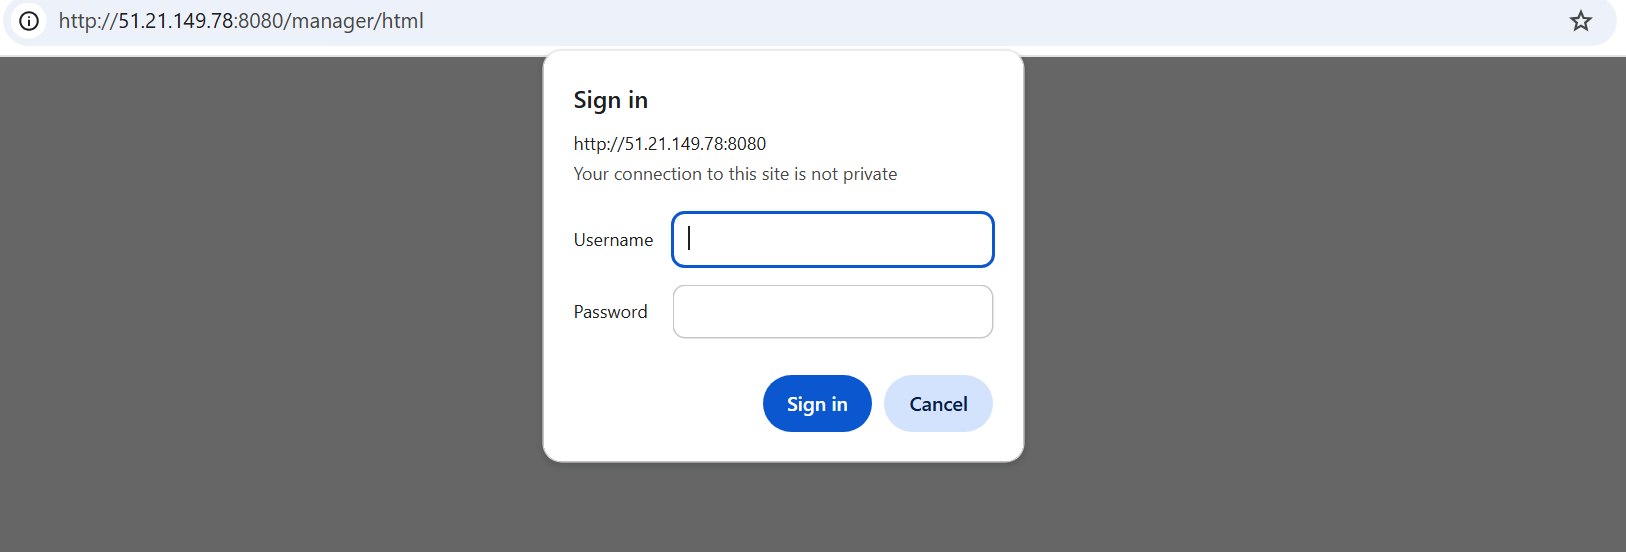 http://51.21.149.78:8080/manager/html
Sign in
http://51.21.149.78:8080
Your connection to this site is not private
Username
Password
Sign in
Cancel